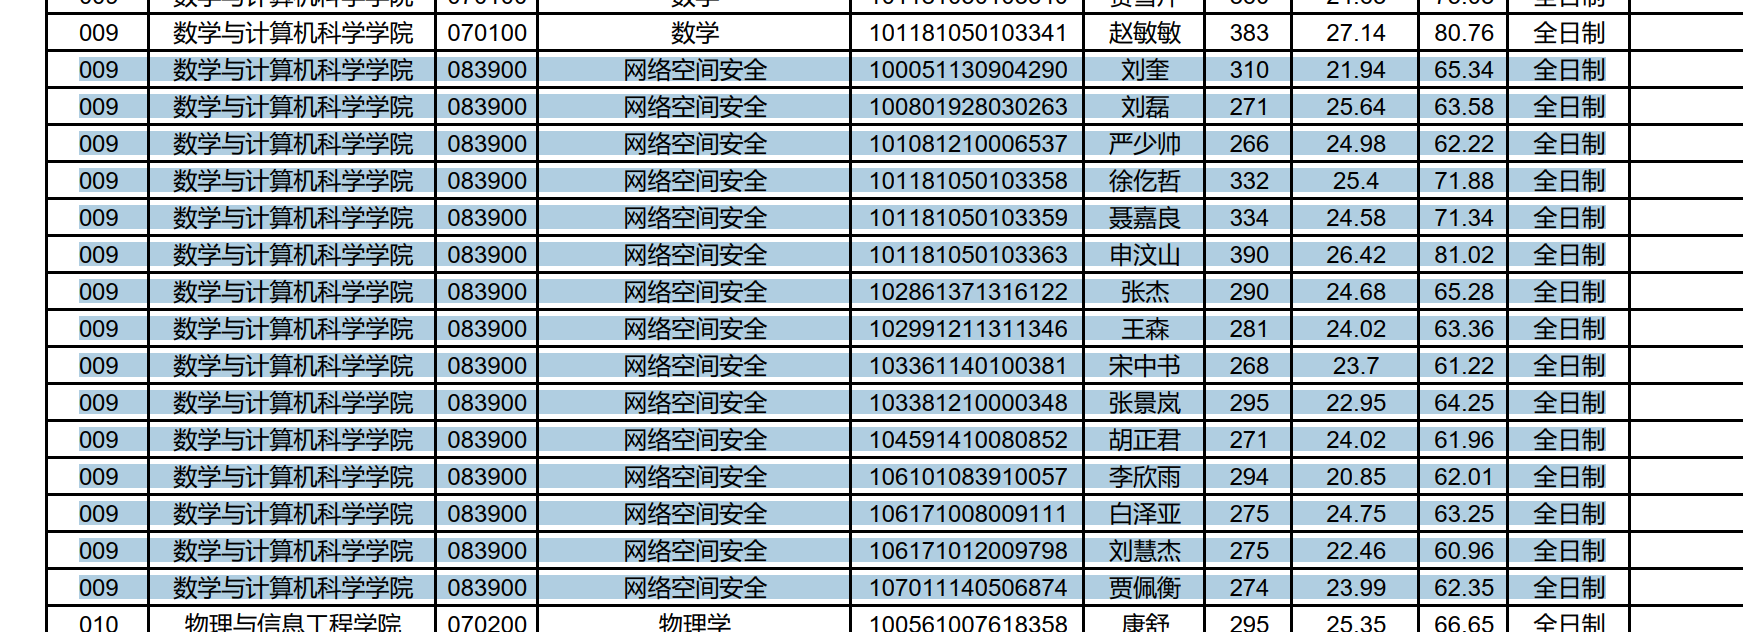 009 数学与计算机科学学院 070100 数学 101181050103341 赵敏敏 383 27.14 80.76 全日制
009 数学与计算机科学学院 083900 网络空间安全 100051130904290 刘奎 310 21.94 65.34 全日制
009 数学与计算机科学学院 083900 网络空间安全 100801928030263 刘磊 271 25.64 63.58 全日制
009 数学与计算机科学学院 083900 网络空间安全 101081210006537 严少帅 266 24.98 62.22 全日制
009 数学与计算机科学学院 083900 网络空间安全 101181050103358 徐仡哲 332 25.4 71.88 全日制
009 数学与计算机科学学院 083900 网络空间安全 101181050103359 聂嘉良 334 24.58 71.34 全日制
009 数学与计算机科学学院 083900 网络空间安全 101181050103363 申汶山 390 26.42 81.02 全日制
009 数学与计算机科学学院 083900 网络空间安全 102861371316122 张杰 290 24.68 65.28 全日制
009 数学与计算机科学学院 083900 网络空间安全 102991211311346 王森 281 24.02 63.36 全日制
009 数学与计算机科学学院 083900 网络空间安全 103361140100381 宋中书 268 23.7 61.22 全日制
009 数学与计算机科学学院 083900 网络空间安全 103381210000348 张景岚 295 22.95 64.25 全日制
009 数学与计算机科学学院 083900 网络空间安全 104591410080852 胡正君 271 24.02 61.96 全日制
009 数学与计算机科学学院 083900 网络空间安全 106101083910057 李欣雨 294 20.85 62.01 全日制
009 数学与计算机科学学院 083900 网络空间安全 106171008009111 白泽亚 275 24.75 63.25 全日制
009 数学与计算机科学学院 083900 网络空间安全 106171012009798 刘慧杰 275 22.46 60.96 全日制
009 数学与计算机科学学院 083900 网络空间安全 107011140506874 贾佩衡 274 23.99 62.35 全日制
010 物理与信息工程学院 070200 物理学 100561007618358 康舒 295 25.35 66.65 全日制